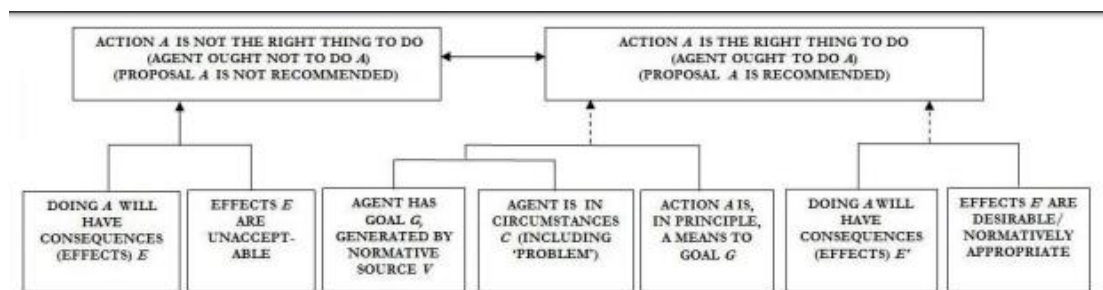 ACTION A IS NOT THE RIGHT THING TO DO
(AGENT OUGHT NOT TO DO A)
(PROPOSAL A IS NOT RECOMMENDED)
ACTION A IS THE RIGHT THING TO DO
(AGENT OUGHT TO DO A)
(PROPOSAL A IS RECOMMENDED)
DOING A WILL
HAVE
CONSEQUENCES
(EFFECTS) E
EFFECTS E
ARE
UNACCEPT-
ABLE
AGENT HAS
GOAL G,
GENERATED BY
NORMATIVE
SOURCE V
AGENT IS IN
CIRCUMSTANCES
C (INCLUDING
‘PROBLEM’)
ACTION A IS,
IN PRINCIPLE,
A MEANS TO
GOAL G
DOING A WILL
HAVE
CONSEQUENCES
(EFFECTS) E’
EFFECTS E’ ARE
DESIRABLE/
NORMATIVELY
APPROPRIATE